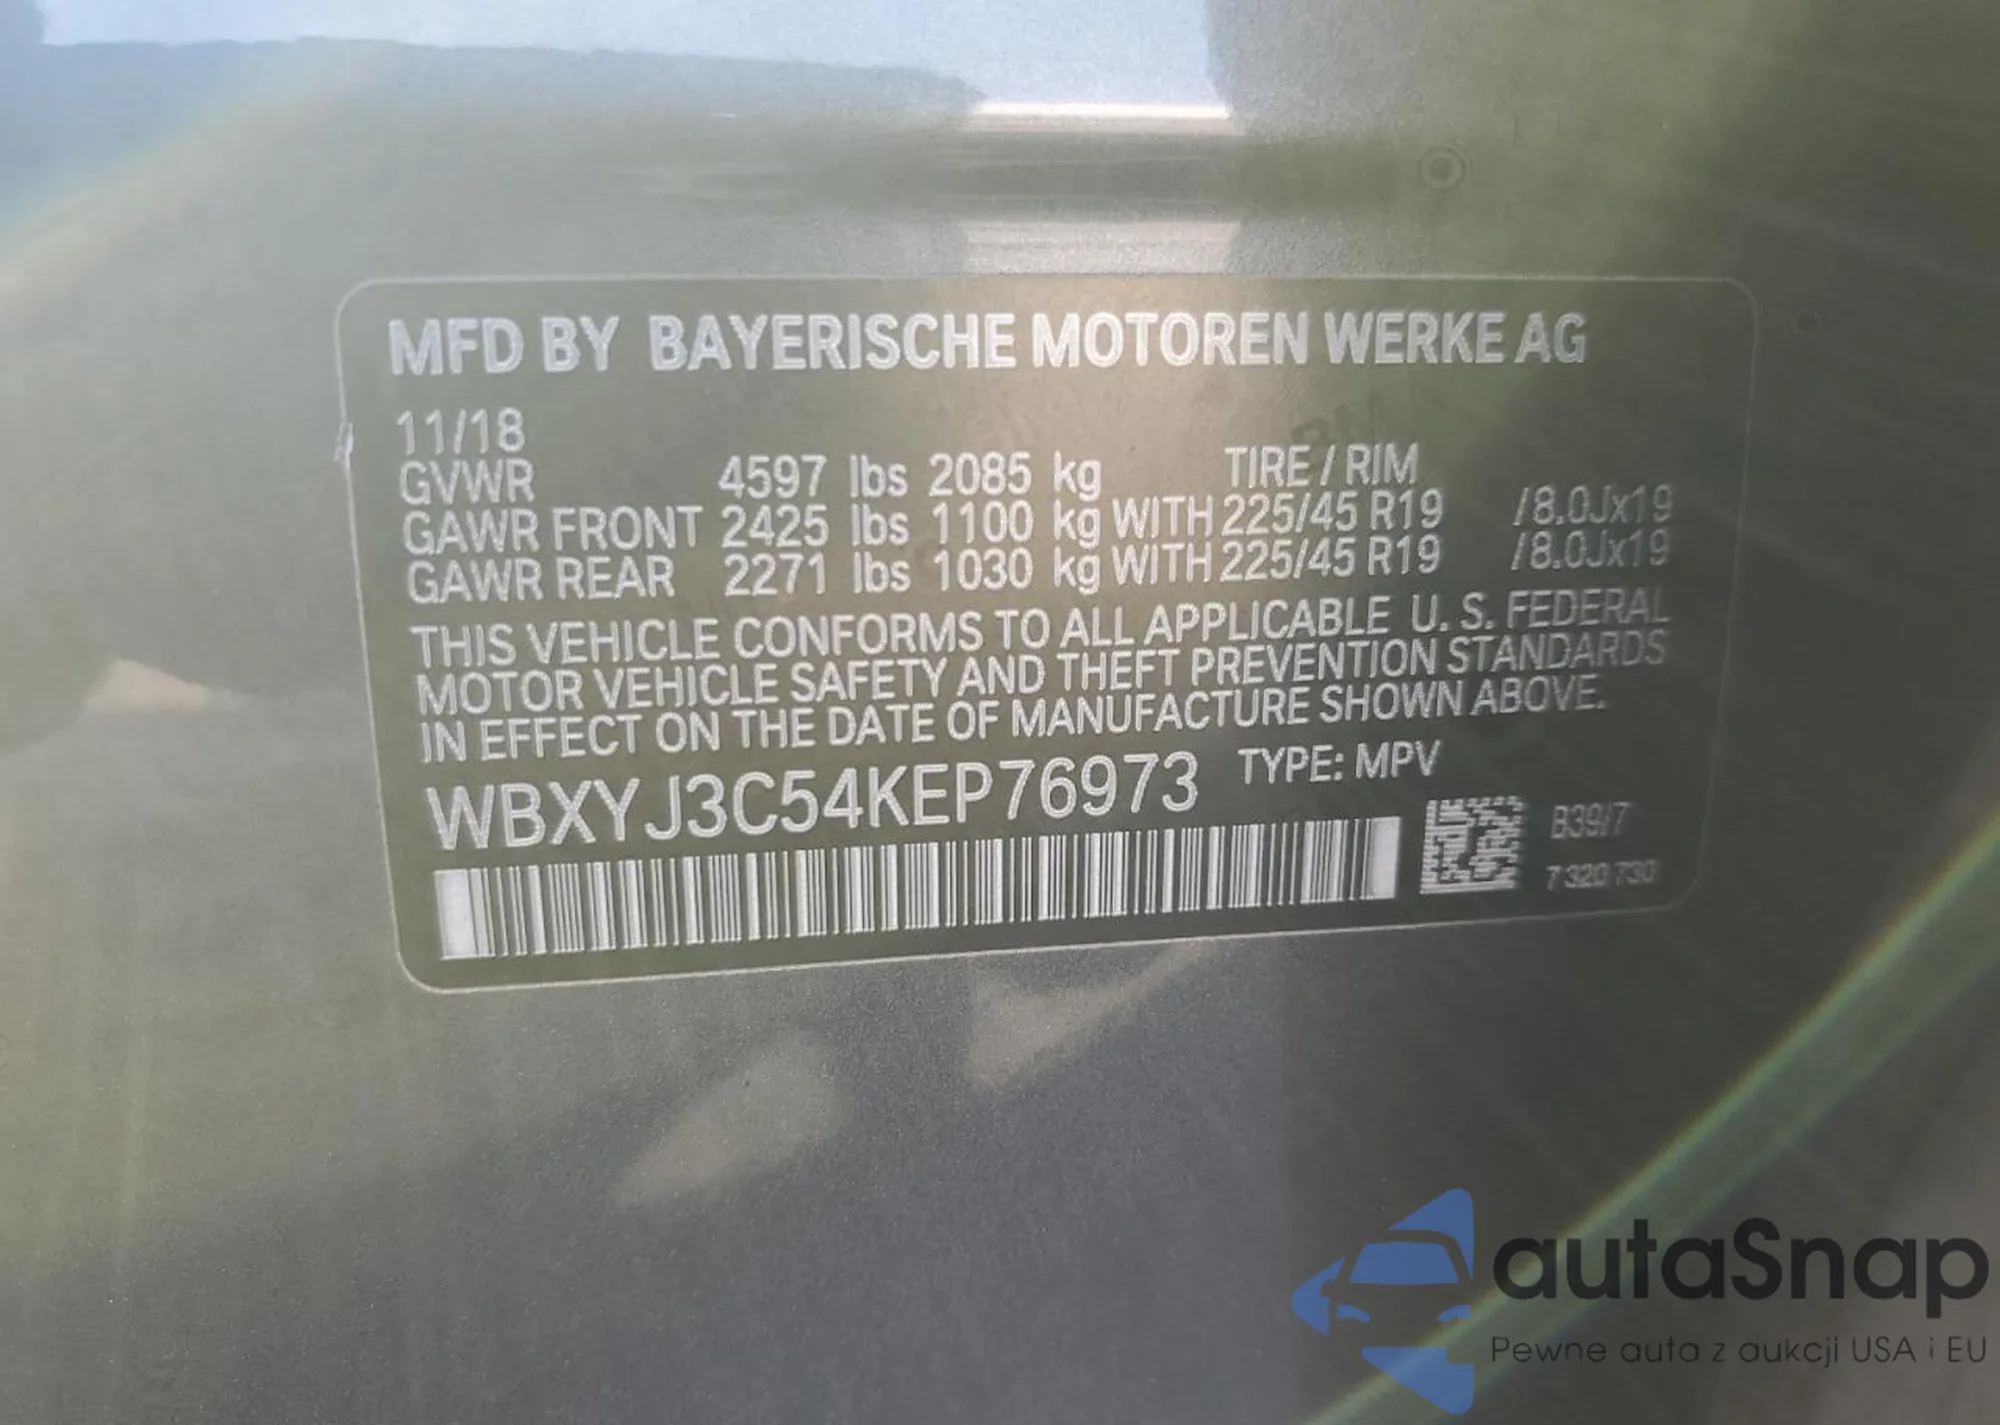 MFD BY BAYERISCHE MOTOREN WERKE AG
11/18
GVWR 4597 lbs 2085 kg TIRE / RIM
GAWR FRONT 2425 lbs 1100 kg WITH 225/45 R19 /8.0Jx19
GAWR REAR 2271 lbs 1030 kg WITH 225/45 R19 /8.0Jx19
THIS VEHICLE CONFORMS TO ALL APPLICABLE U. S. FEDERAL
MOTOR VEHICLE SAFETY AND THEFT PREVENTION STANDARDS
IN EFFECT ON THE DATE OF MANUFACTURE SHOWN ABOVE.
WBXYJ3C54KEP76973 TYPE: MPV
B39/7
7 320 730
autaSnap
Pewne auta z aukcji USA i EU